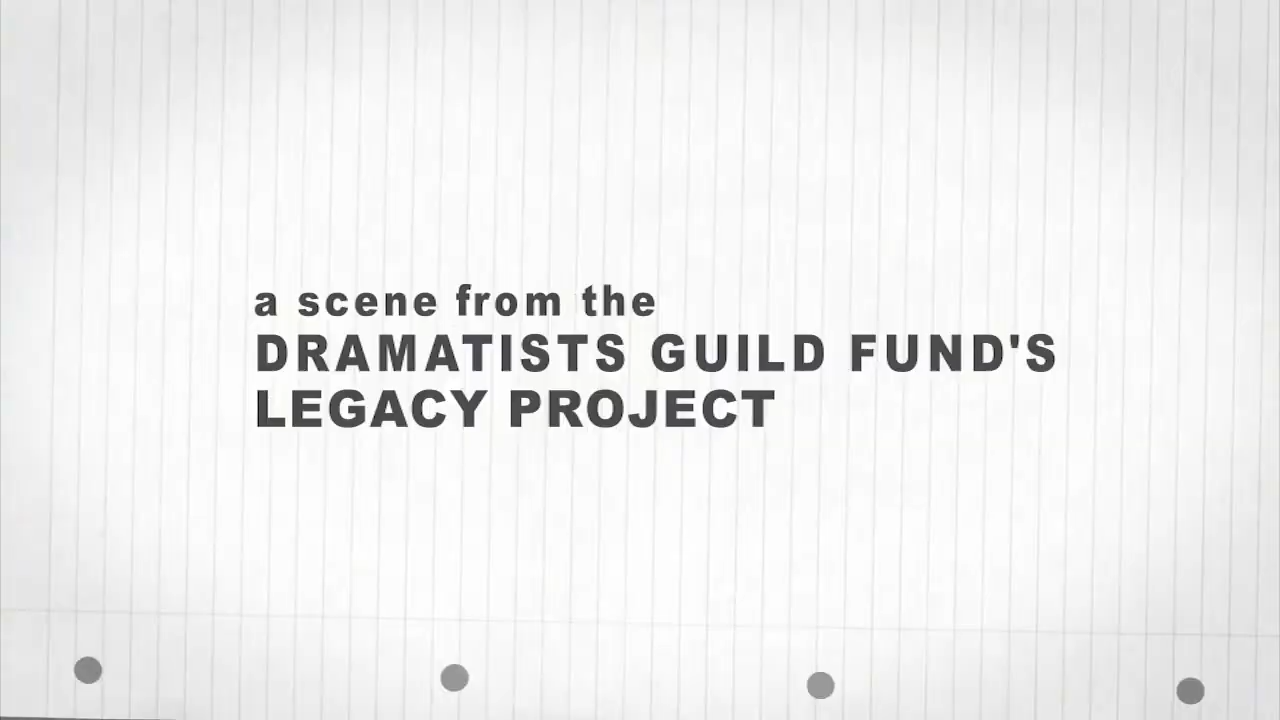 a scene from the
DRAMATISTS GUILD FUND'S
LEGACY PROJECT